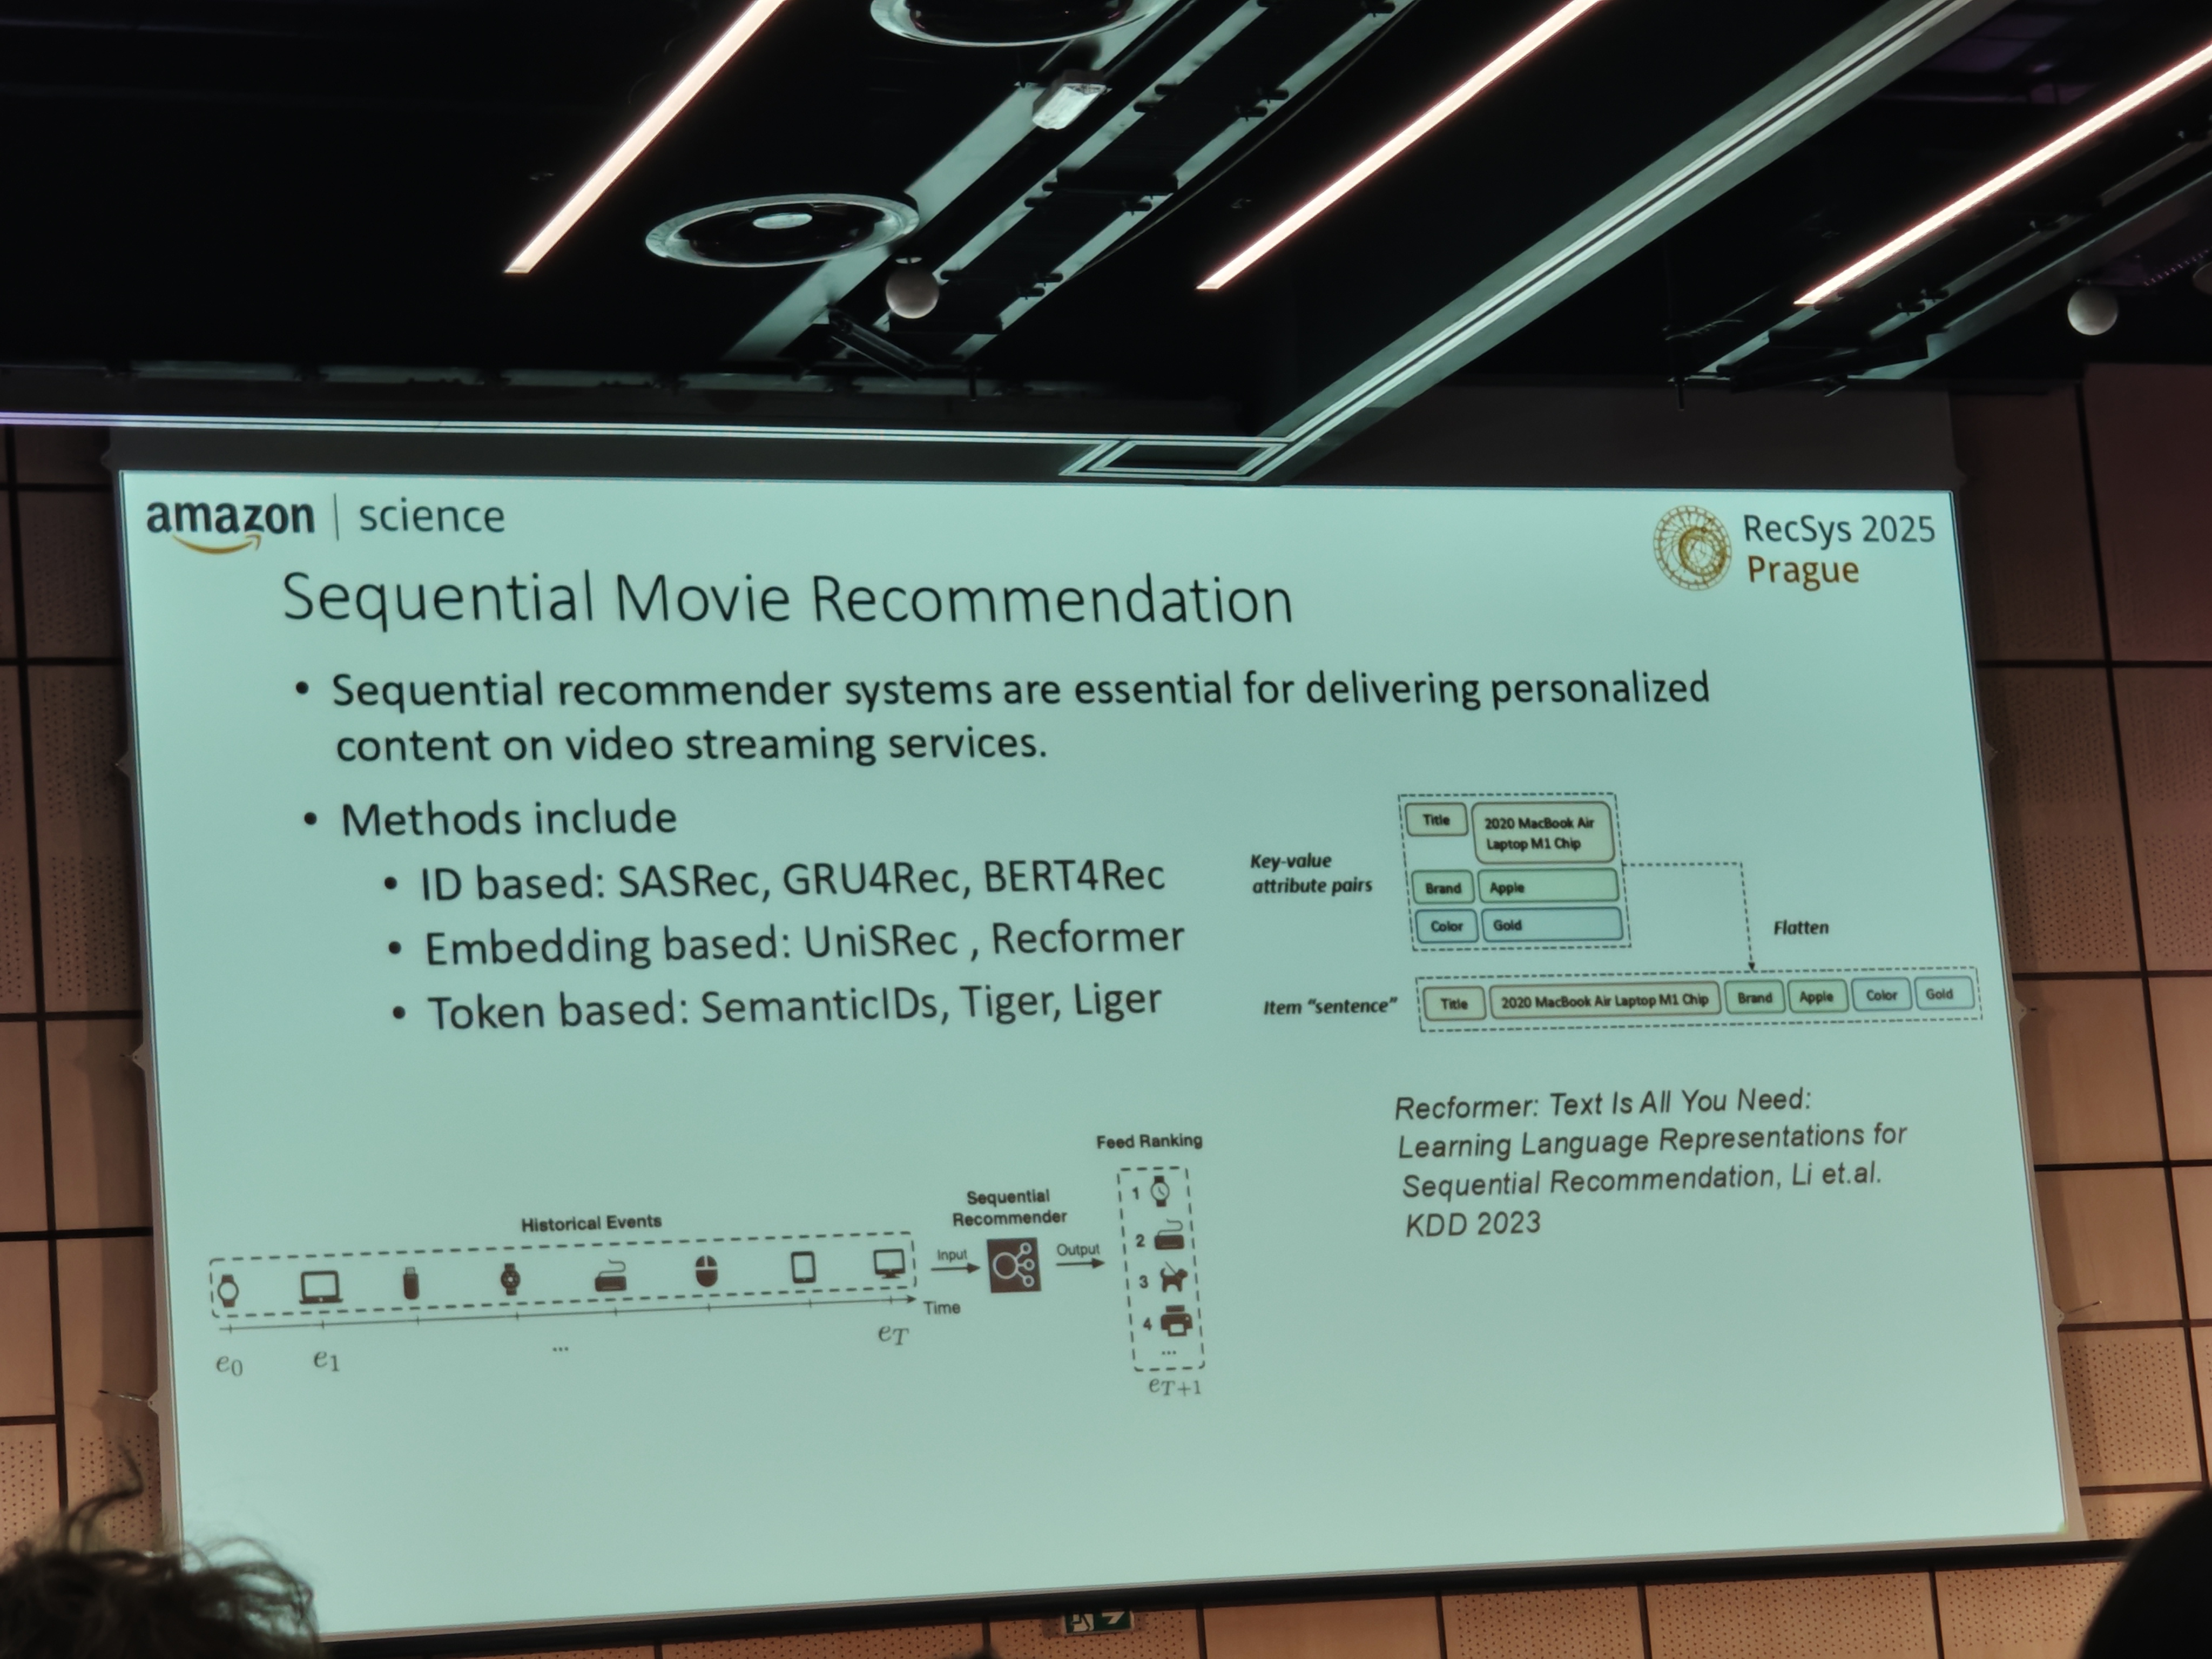 amazon | science
RecSys 2025
Prague
Sequential Movie Recommendation
• Sequential recommender systems are essential for delivering personalized
content on video streaming services.
• Methods include
• ID based: SASRec, GRU4Rec, BERT4Rec
• Embedding based: UniSRec , Recformer
• Token based: SemanticIDs, Tiger, Liger
Key-value
attribute pairs
Title
2020 MacBook Air
Laptop M1 Chip
Brand Apple
Color Gold
Flatten
Item "sentence"
Title 2020 MacBook Air Laptop M1 Chip Brand Apple Color Gold
Recformer: Text Is All You Need:
Learning Language Representations for
Sequential Recommendation, Li et.al.
KDD 2023
Historical Events
Time
e0 e1 ... eT
Input
Sequential
Recommender
Output
Feed Ranking
1
2
3
4
...
eT+1